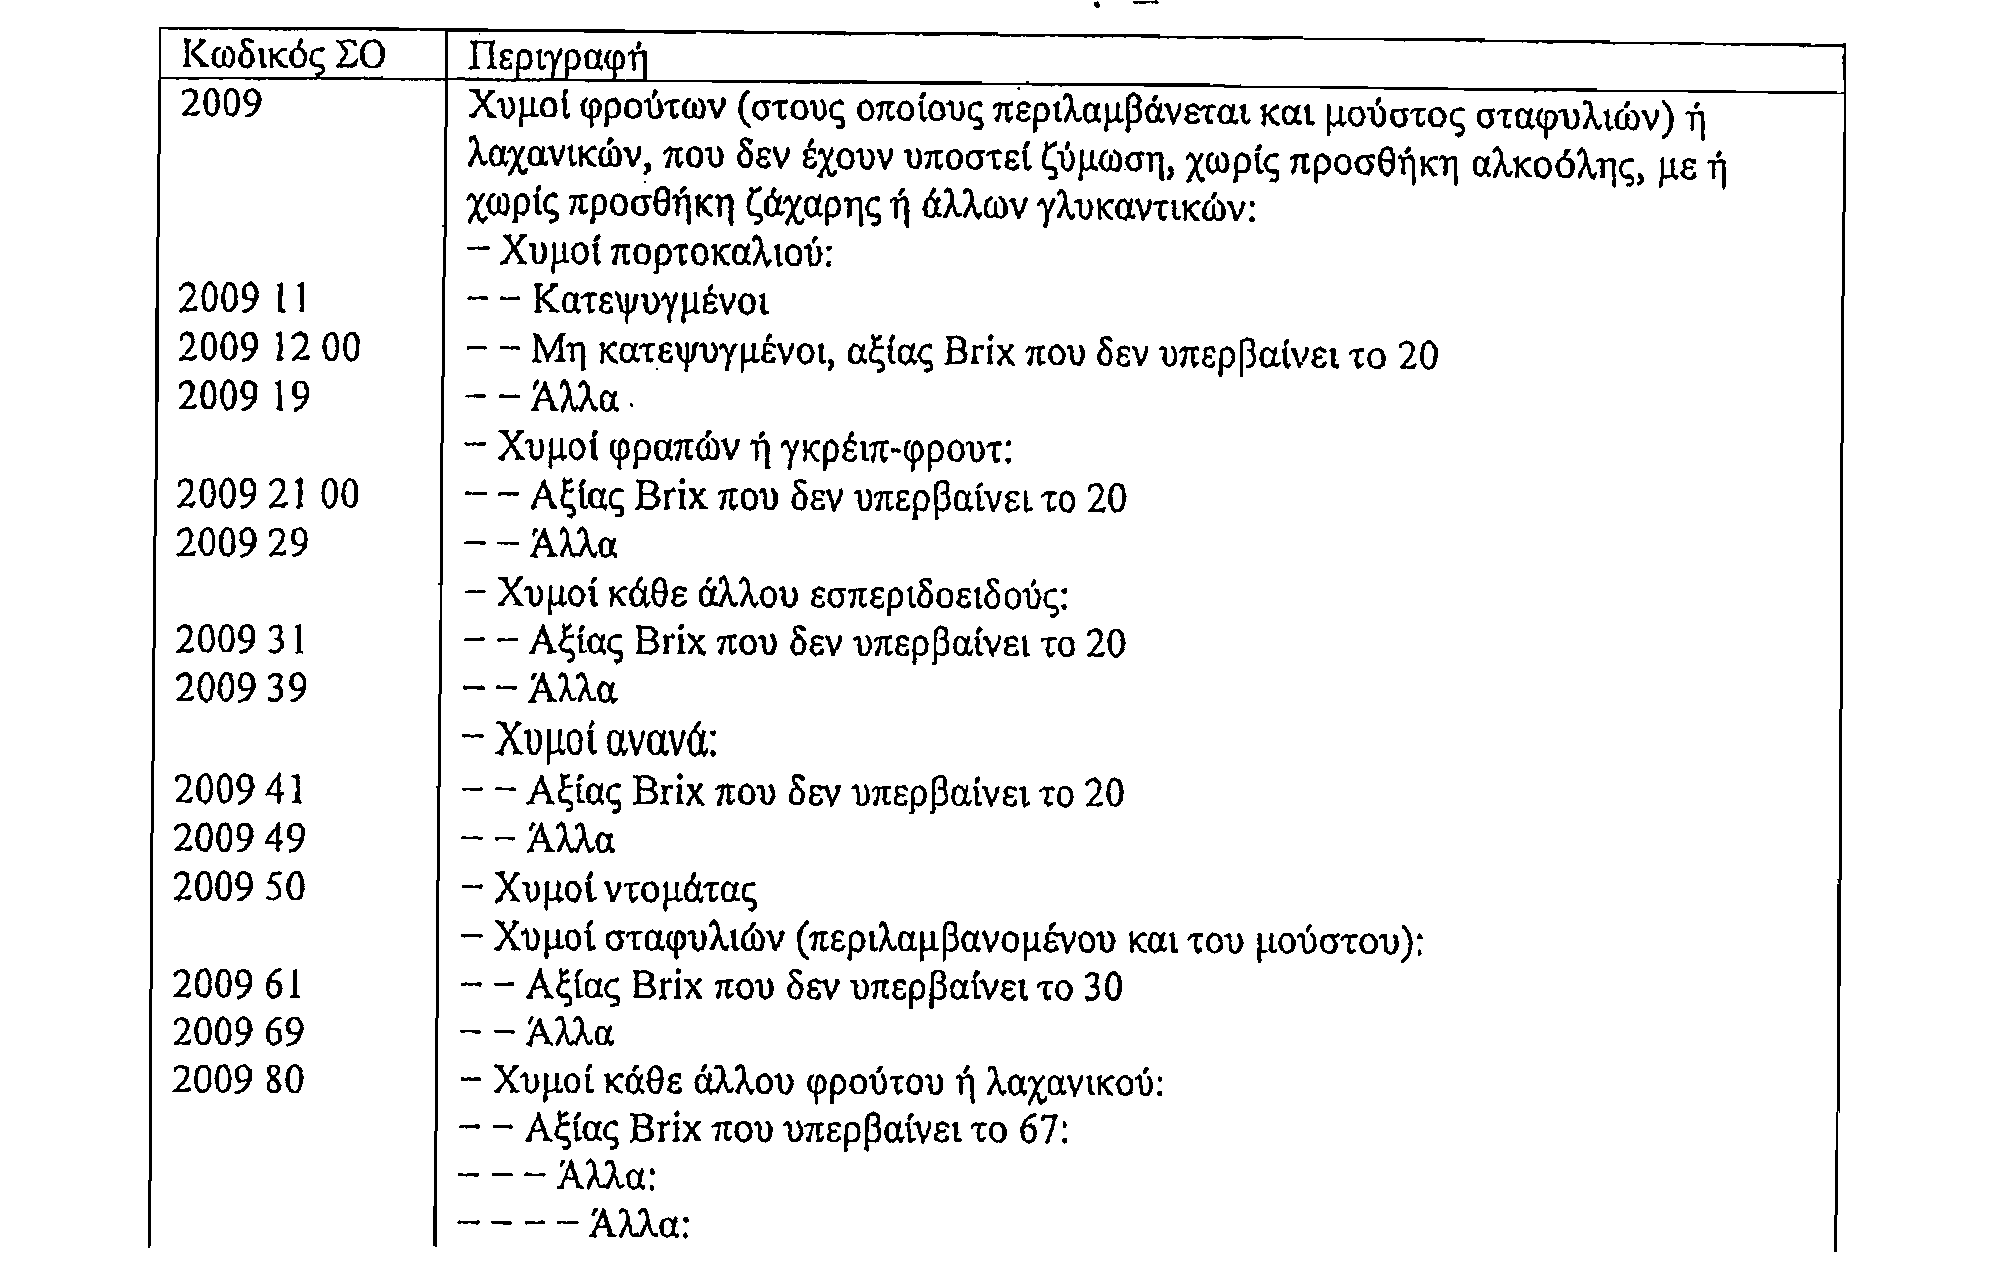 Κωδικός ΣΟ Περιγραφή
2009 Χυμοί φρούτων (στους οποίους περιλαμβάνεται και μούστος σταφυλιών) ή
λαχανικών, που δεν έχουν υποστεί ζύμωση, χωρίς προσθήκη αλκοόλης, με ή
χωρίς προσθήκη ζάχαρης ή άλλων γλυκαντικών:
– Χυμοί πορτοκαλιού:
2009 11 – – Κατεψυγμένοι
2009 12 00 – – Μη κατεψυγμένοι, αξίας Brix που δεν υπερβαίνει το 20
2009 19 – – Άλλα
– Χυμοί φραπών ή γκρέιπ-φρουτ:
2009 21 00 – – Αξίας Brix που δεν υπερβαίνει το 20
2009 29 – – Άλλα
– Χυμοί κάθε άλλου εσπεριδοειδούς:
2009 31 – – Αξίας Brix που δεν υπερβαίνει το 20
2009 39 – – Άλλα
– Χυμοί ανανά:
2009 41 – – Αξίας Brix που δεν υπερβαίνει το 20
2009 49 – – Άλλα
2009 50 – Χυμοί ντομάτας
– Χυμοί σταφυλιών (περιλαμβανομένου και του μούστου):
2009 61 – – Αξίας Brix που δεν υπερβαίνει το 30
2009 69 – – Άλλα
2009 80 – Χυμοί κάθε άλλου φρούτου ή λαχανικού:
– – Αξίας Brix που υπερβαίνει το 67:
– – – Άλλα:
– – – – Άλλα: